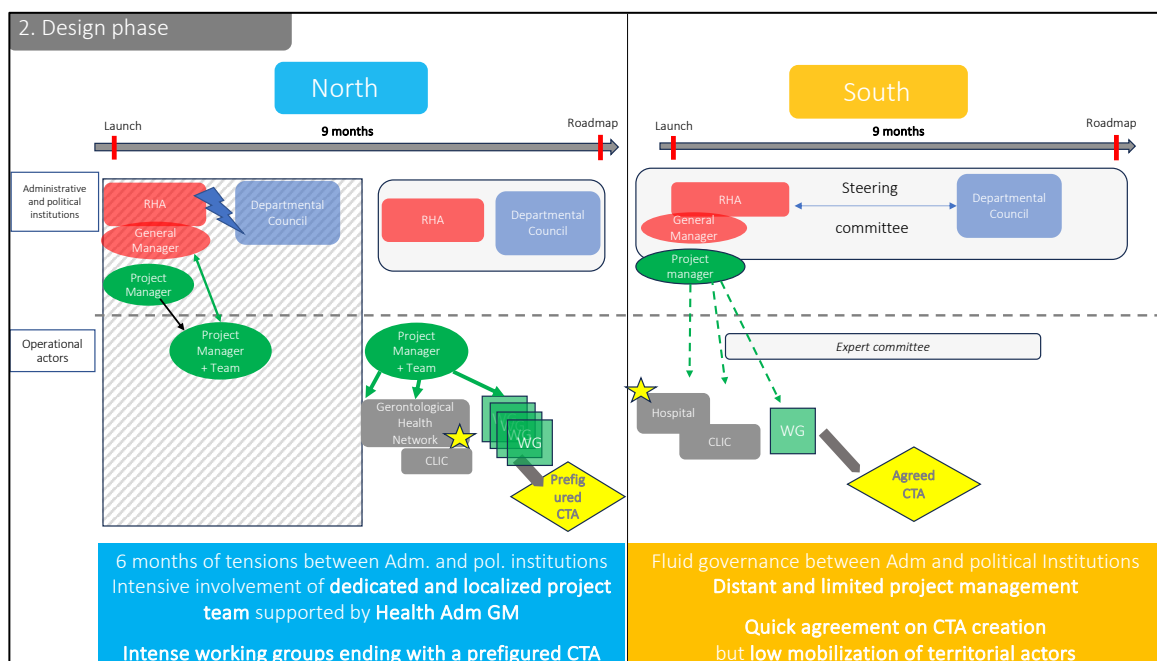 2. Design phase
North
South
Launch
9 months
Roadmap
Launch
9 months
Roadmap
Administrative
and political
institutions
RHA
General
Manager
Project
Manager
Departmental
Council
RHA
Departmental
Council
RHA
General
Manager
Project
manager
Steering
committee
Departmental
Council
Operational
actors
Project
Manager
+ Team
Project
Manager
+ Team
Gerontological
Health
Network
CLIC
WG
WG
Prefig
ured
CTA
Expert committee
Hospital
CLIC
WG
Agreed
CTA
6 months of tensions between Adm. and pol. institutions
Intensive involvement of dedicated and localized project
team supported by Health Adm GM
Intense working groups ending with a prefigured CTA
Fluid governance between Adm and political Institutions
Distant and limited project management
Quick agreement on CTA creation
but low mobilization of territorial actors